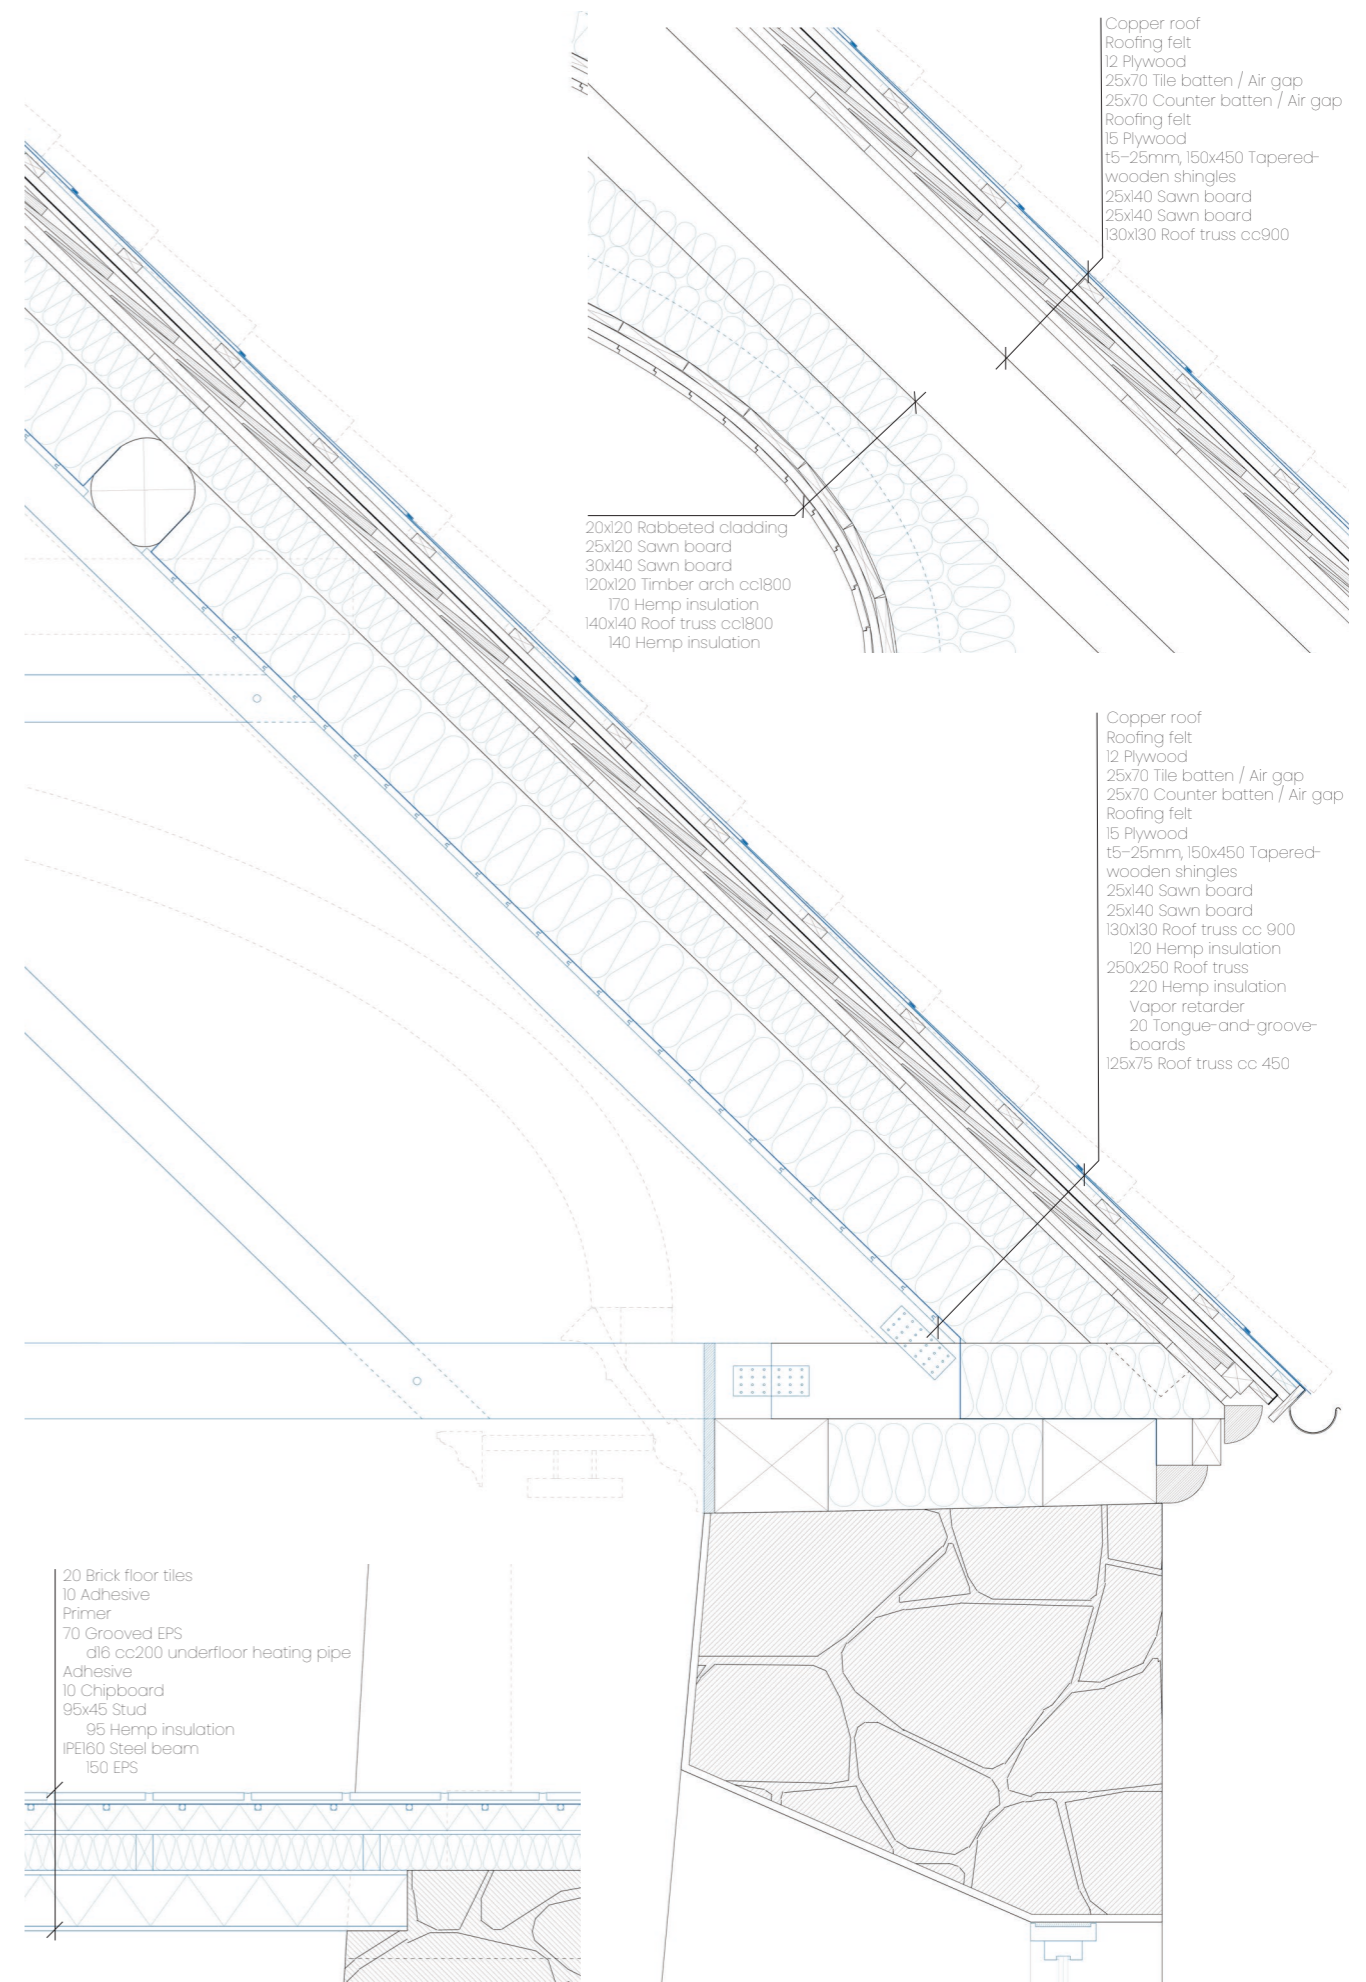 Copper roof
Roofing felt
12 Plywood
25x70 Tile batten / Air gap
25x70 Counter batten / Air gap
Roofing felt
15 Plywood
t5-25mm, 150x450 Tapered-
wooden shingles
25x140 Sawn board
25x140 Sawn board
130x130 Roof truss cc900
20x120 Rabbeted cladding
25x120 Sawn board
30x140 Sawn board
120x120 Timber arch cc1800
170 Hemp insulation
140x140 Roof truss cc1800
140 Hemp insulation
Copper roof
Roofing felt
12 Plywood
25x70 Tile batten / Air gap
25x70 Counter batten / Air gap
Roofing felt
15 Plywood
t5-25mm, 150x450 Tapered-
wooden shingles
25x140 Sawn board
25x140 Sawn board
130x130 Roof truss cc 900
120 Hemp insulation
250x250 Roof truss
220 Hemp insulation
Vapor retarder
20 Tongue-and-groove-
boards
125x75 Roof truss cc 450
20 Brick floor tiles
10 Adhesive
Primer
70 Grooved EPS
d16 cc200 underfloor heating pipe
Adhesive
10 Chipboard
95x45 Stud
95 Hemp insulation
IPE160 Steel beam
150 EPS